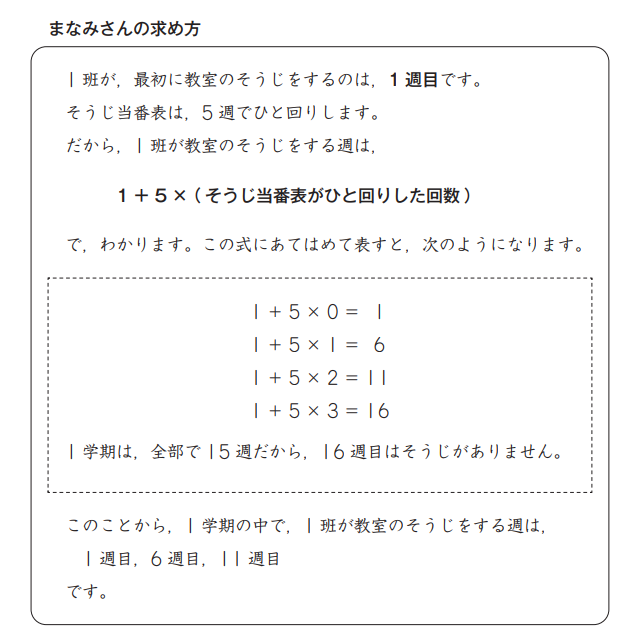 まなみさんの求め方
1班が，最初に教室のそうじをするのは，1週目です。
そうじ当番表は，5週でひと回りします。
だから，1班が教室のそうじをする週は，
1＋5×（そうじ当番表がひと回りした回数）
で，わかります。この式にあてはめて表すと，次のようになります。
1＋5×0＝ 1
1＋5×1＝ 6
1＋5×2＝11
1＋5×3＝16
1学期は，全部で15週だから，16週目はそうじがありません。
このことから，1学期の中で，1班が教室のそうじをする週は，
1週目，6週目，11週目
です。